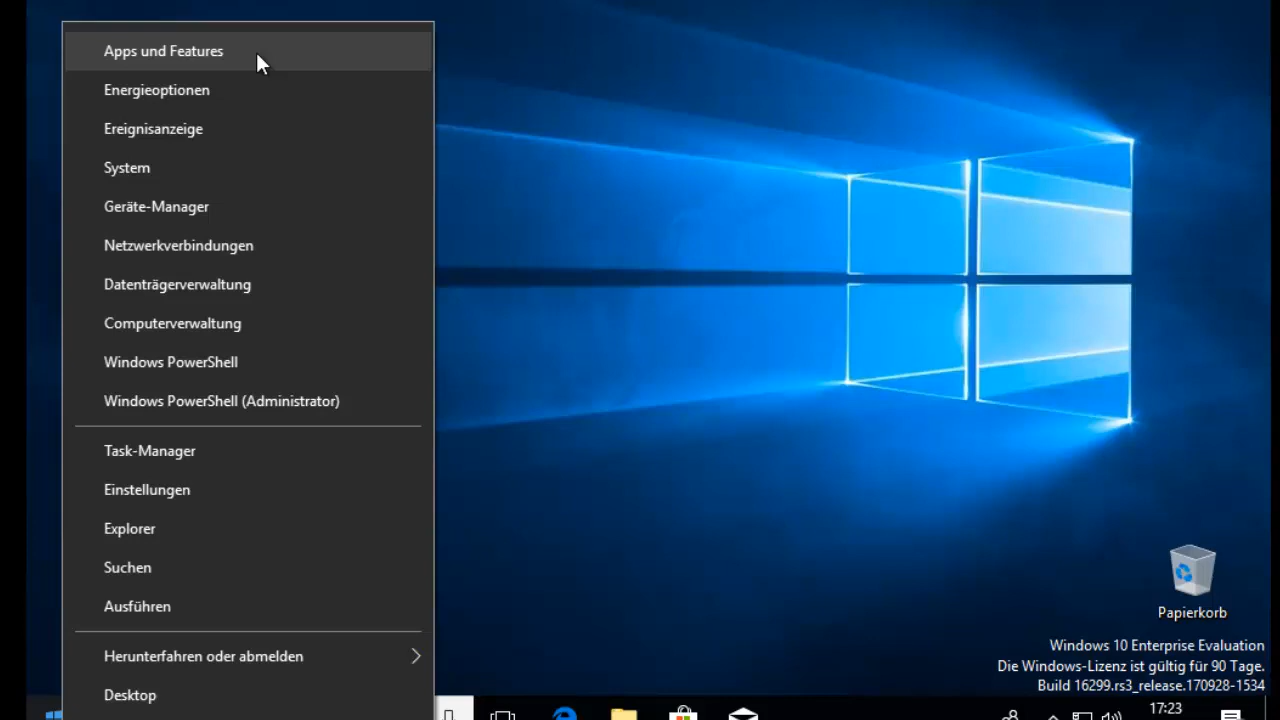 Apps und Features
Energieoptionen
Ereignisanzeige
System
Geräte-Manager
Netzwerkverbindungen
Datenträgerverwaltung
Computerverwaltung
Windows PowerShell
Windows PowerShell (Administrator)
Task-Manager
Einstellungen
Explorer
Suchen
Ausführen
Herunterfahren oder abmelden
Desktop
Papierkorb
Windows 10 Enterprise Evaluation
Die Windows-Lizenz ist gültig für 90 Tage.
Build 16299.rs3_release.170928-1534
17:23